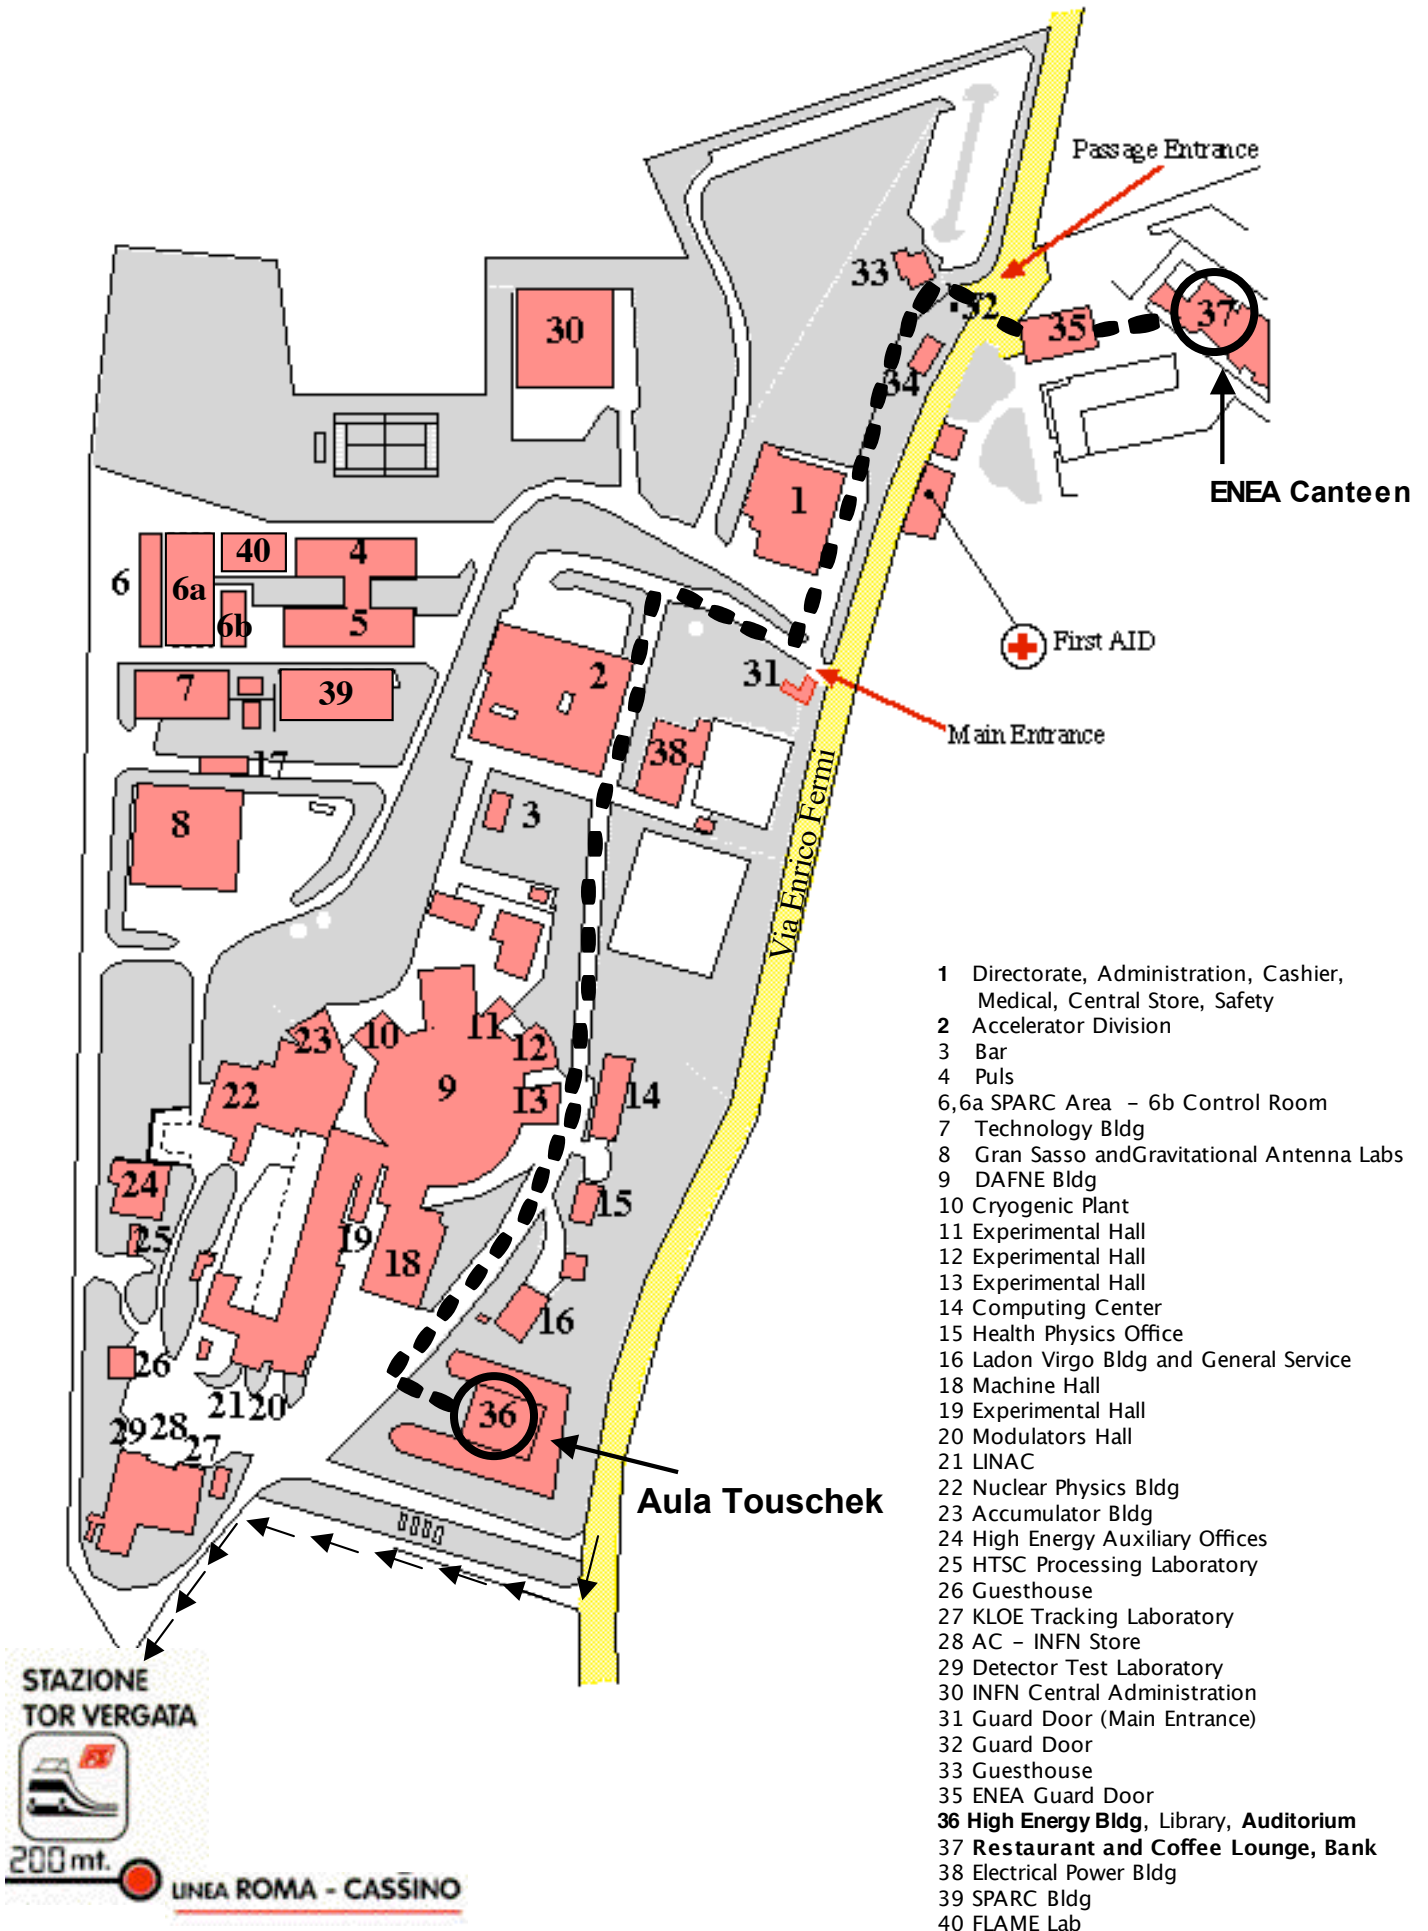 Passage Entrance
33
32
35
37
30
34
ENEA Canteen
1
40
4
6
6a
6b
5
First AID
2
31
7
39
Main Entrance
38
17
3
8
Via Enrico Fermi
11
23
10
12
9
22
13
14
24
15
25
19
18
16
26
21
20
36
29
28
27
Aula Touschek
1 Directorate, Administration, Cashier,
Medical, Central Store, Safety
2 Accelerator Division
3 Bar
4 Puls
6,6a SPARC Area – 6b Control Room
7 Technology Bldg
8 Gran Sasso andGravitational Antenna Labs
9 DAFNE Bldg
10 Cryogenic Plant
11 Experimental Hall
12 Experimental Hall
13 Experimental Hall
14 Computing Center
15 Health Physics Office
16 Ladon Virgo Bldg and General Service
18 Machine Hall
19 Experimental Hall
20 Modulators Hall
21 LINAC
22 Nuclear Physics Bldg
23 Accumulator Bldg
24 High Energy Auxiliary Offices
25 HTSC Processing Laboratory
26 Guesthouse
27 KLOE Tracking Laboratory
28 AC – INFN Store
29 Detector Test Laboratory
30 INFN Central Administration
31 Guard Door (Main Entrance)
32 Guard Door
33 Guesthouse
35 ENEA Guard Door
36 High Energy Bldg, Library, Auditorium
37 Restaurant and Coffee Lounge, Bank
38 Electrical Power Bldg
39 SPARC Bldg
40 FLAME Lab
STAZIONE
TOR VERGATA
FS
200 mt.
LINEA ROMA - CASSINO